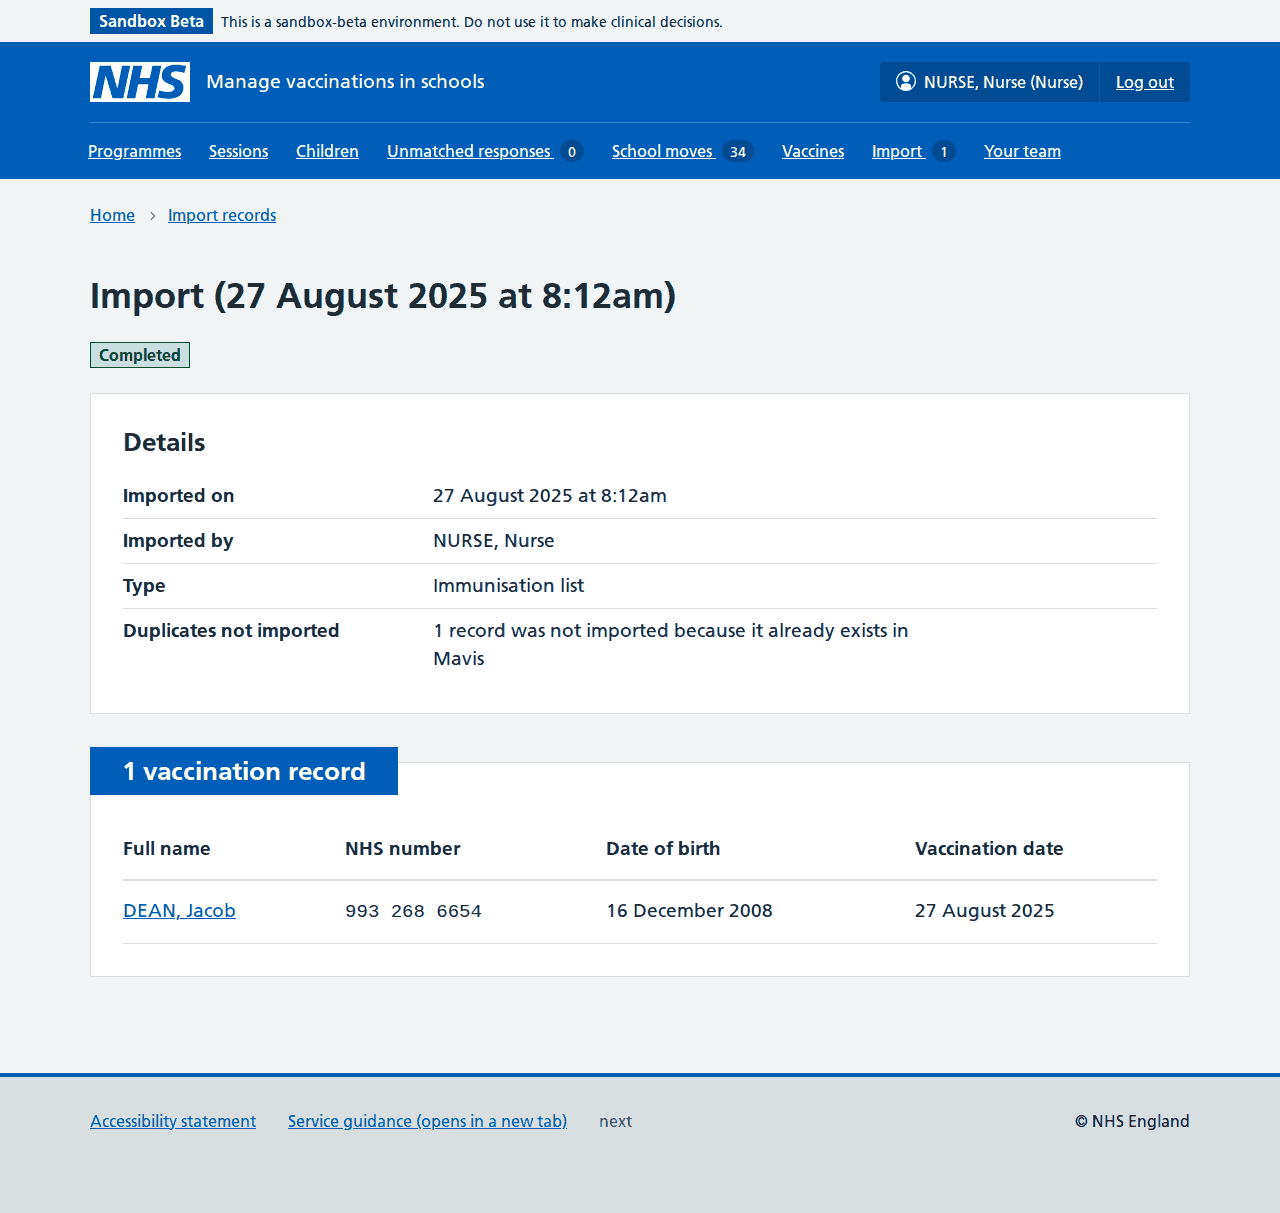 Sandbox Beta This is a sandbox-beta environment. Do not use it to make clinical decisions.
NHS Manage vaccinations in schools NURSE, Nurse (Nurse) Log out
Programmes Sessions Children Unmatched responses 0 School moves 34 Vaccines Import 1 Your team
Home › Import records
Import (27 August 2025 at 8:12am)
Completed
Details
Imported on 27 August 2025 at 8:12am
Imported by NURSE, Nurse
Type Immunisation list
Duplicates not imported 1 record was not imported because it already exists in
Mavis
1 vaccination record
Full name NHS number Date of birth Vaccination date
DEAN, Jacob 993 268 6654 16 December 2008 27 August 2025
Accessibility statement Service guidance (opens in a new tab) next © NHS England